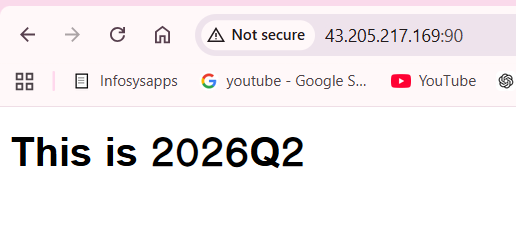 Not secure 43.205.217.169:90
Infosysapps youtube - Google S... YouTube
This is 2026Q2